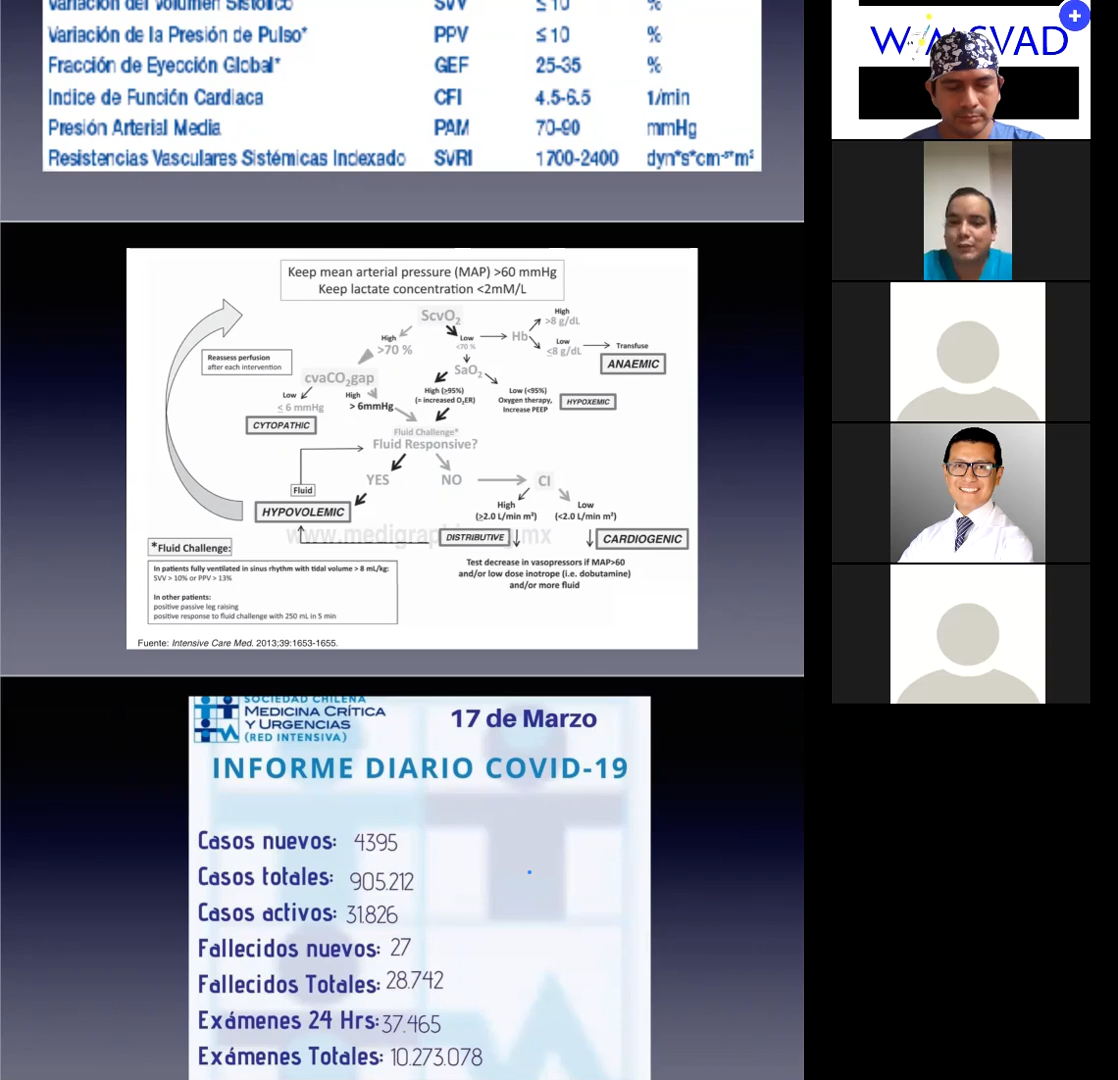 Variación del Volumen Sistólico SVV ≤ 10 %
Variación de la Presión de Pulso* PPV ≤ 10 %
Fracción de Eyección Global* GEF 25-35 %
Indice de Función Cardiaca CFI 4.5-6.5 1/min
Presión Arterial Media PAM 70-90 mmHg
Resistencias Vasculares Sistémicas Indexado SVRI 1700-2400 dyn*s*cm⁻⁵*m²
Keep mean arterial pressure (MAP) >60 mmHg
Keep lactate concentration <2mM/L
ScvO₂
High
>70 %
Low
<70 %
Hb
High
>8 g/dL
Low
≤8 g/dL
Transfuse
ANAEMIC
Reassess perfusion
after each intervention
cvaCO₂gap
SaO₂
Low
≤ 6 mmHg
High
> 6mmHg
High (≥95%)
(= increased O₂ER)
Low (<95%)
Oxygen therapy,
Increase PEEP
HYPOXEMIC
CYTOPATHIC
Fluid Challenge*
Fluid Responsive?
YES
NO
CI
Fluid
HYPOVOLEMIC
High
(≥2.0 L/min m²)
Low
(<2.0 L/min m²)
DISTRIBUTIVE
CARDIOGENIC
*Fluid Challenge:
In patients fully ventilated in sinus rhythm with tidal volume > 8 mL/kg:
SVV > 10% or PPV > 13%
In other patients:
positive passive leg raising
positive response to fluid challenge with 250 mL in 5 min
Test decrease in vasopressors if MAP>60
and/or low dose inotrope (i.e. dobutamine)
and/or more fluid
Fuente: Intensive Care Med. 2013;39:1653-1655.
SOCIEDAD CHILENA
MEDICINA CRÍTICA
Y URGENCIAS
(RED INTENSIVA)
17 de Marzo
INFORME DIARIO COVID-19
Casos nuevos: 4395
Casos totales: 905.212
Casos activos: 31.826
Fallecidos nuevos: 27
Fallecidos Totales: 28.742
Exámenes 24 Hrs: 37.465
Exámenes Totales: 10.273.078